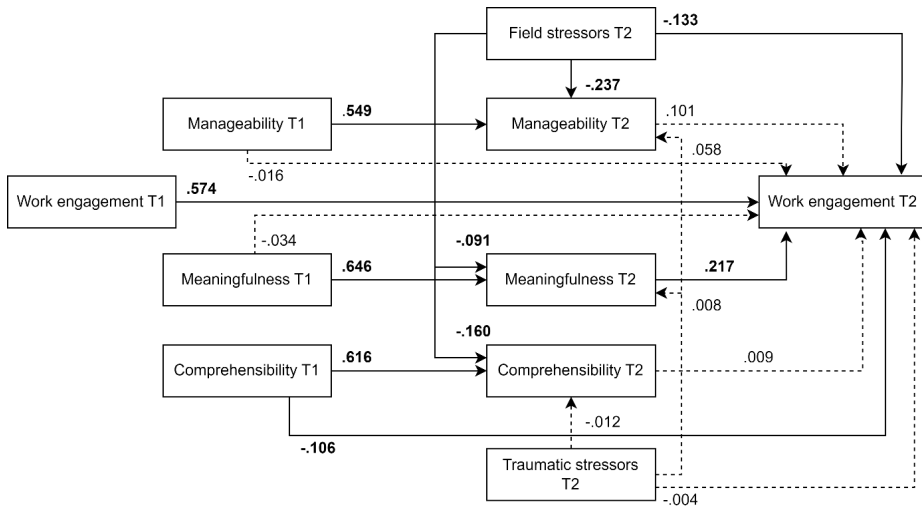 -.133
Field stressors T2
-.237
.549
.101
Manageability T1
Manageability T2
.058
-.016
.574
Work engagement T1
Work engagement T2
-.034
-.091
.646
.217
Meaningfulness T1
Meaningfulness T2
.008
-.160
.616
.009
Comprehensibility T1
Comprehensibility T2
-.012
-.106
Traumatic stressors
T2
-.004